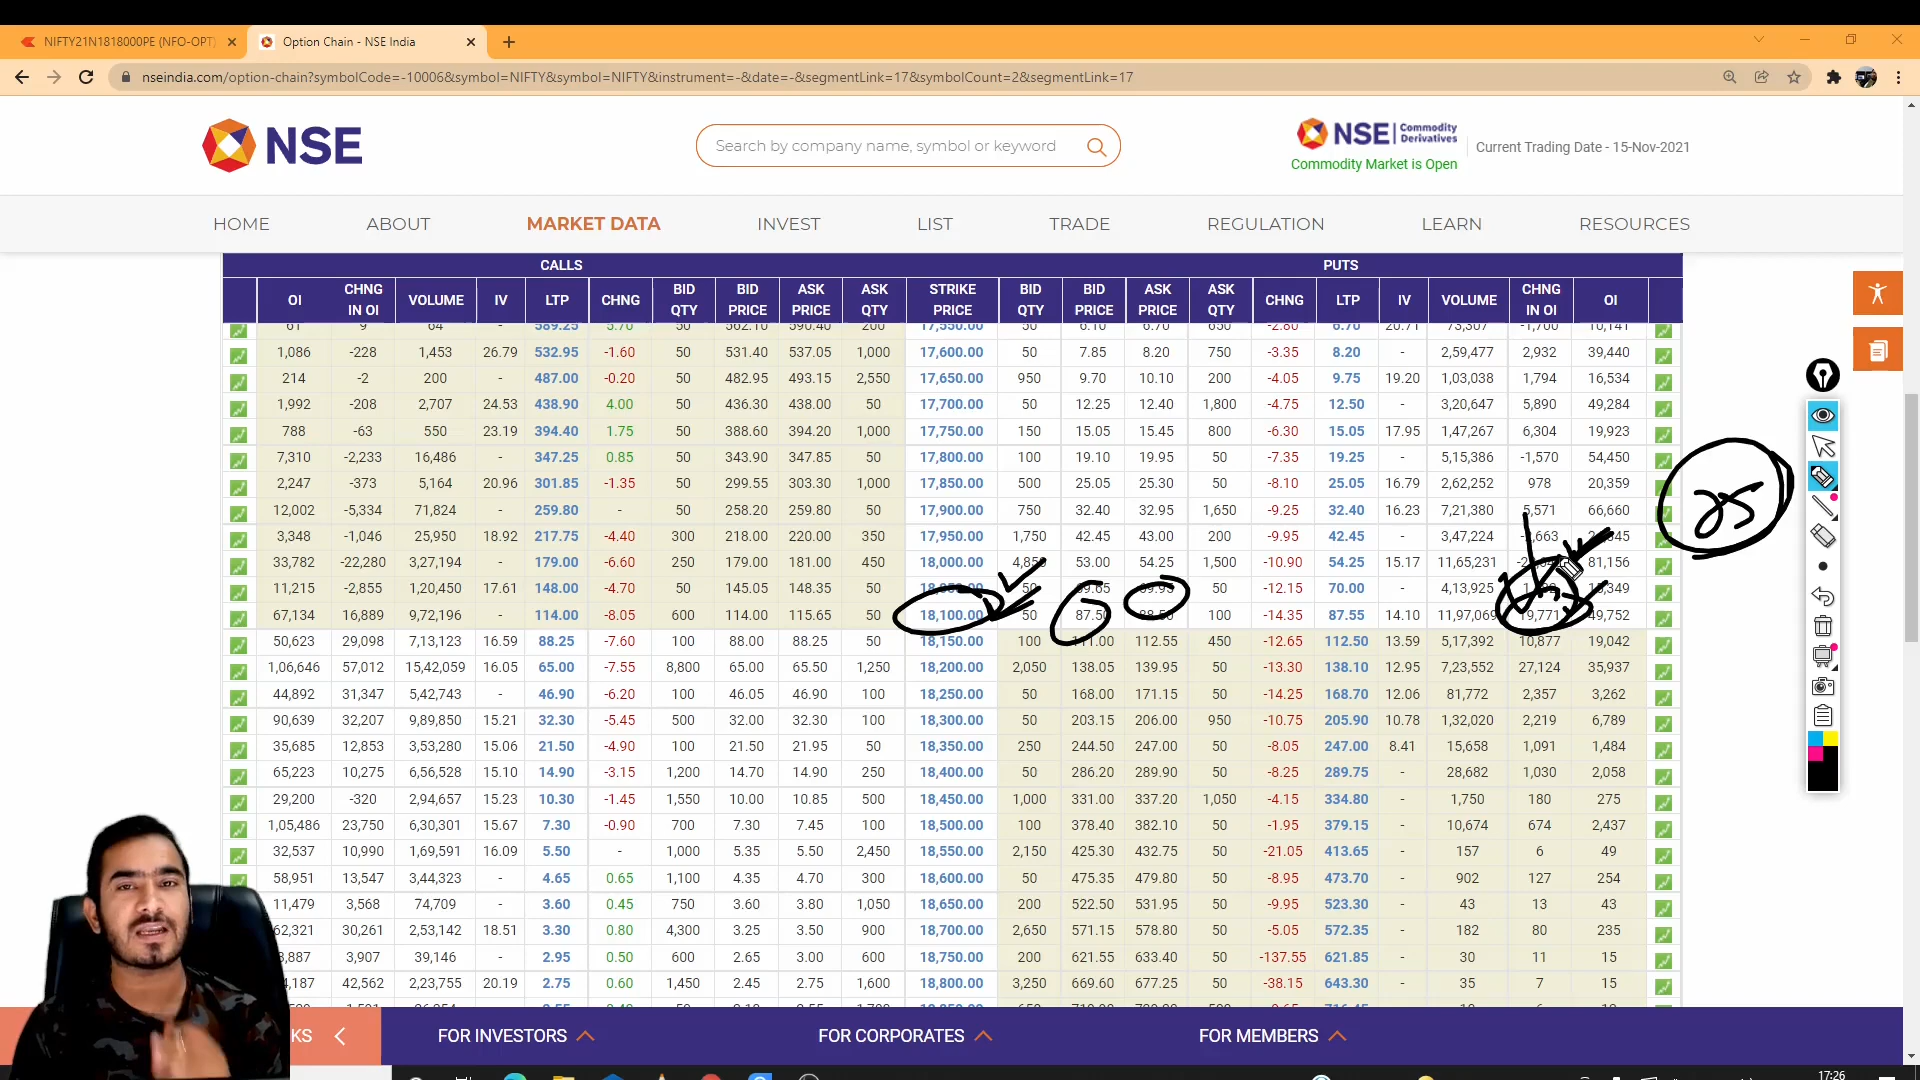 NIFTY21N1818000PE (NFO-OPT)
Option Chain - NSE India
nseindia.com/option-chain?symbolCode=-10006&symbol=NIFTY&symbol=NIFTY&instrument=-&date=-&segmentLink=17&symbolCount=2&segmentLink=17
NSE
Search by company name, symbol or keyword
NSE Commodity Derivatives
Commodity Market is Open
Current Trading Date - 15-Nov-2021
HOME ABOUT MARKET DATA INVEST LIST TRADE REGULATION LEARN RESOURCES
CALLS PUTS
OI CHNG IN OI VOLUME IV LTP CHNG BID QTY BID PRICE ASK PRICE ASK QTY STRIKE PRICE BID QTY BID PRICE ASK PRICE ASK QTY CHNG LTP IV VOLUME CHNG IN OI OI
61 9 64 - 589.25 5.70 50 562.10 590.40 200 17,550.00 50 6.10 6.70 650 -2.80 6.70 20.71 73,307 -1,700 10,141
1,086 -228 1,453 26.79 532.95 -1.60 50 531.40 537.05 1,000 17,600.00 50 7.85 8.20 750 -3.35 8.20 - 2,59,477 2,932 39,440
214 -2 200 - 487.00 -0.20 50 482.95 493.15 2,550 17,650.00 950 9.70 10.10 200 -4.05 9.75 19.20 1,03,038 1,794 16,534
1,992 -208 2,707 24.53 438.90 4.00 50 436.30 438.00 50 17,700.00 50 12.25 12.40 1,800 -4.75 12.50 - 3,20,647 5,890 49,284
788 -63 550 23.19 394.40 1.75 50 388.60 394.20 1,000 17,750.00 150 15.05 15.45 800 -6.30 15.05 17.95 1,47,267 6,304 19,923
7,310 -2,233 16,486 - 347.25 0.85 50 343.90 347.85 50 17,800.00 100 19.10 19.95 50 -7.35 19.25 - 5,15,386 -1,570 54,450
2,247 -373 5,164 20.96 301.85 -1.35 50 299.55 303.30 1,000 17,850.00 500 25.05 25.30 50 -8.10 25.05 16.79 2,62,252 978 20,359
12,002 -5,334 71,824 - 259.80 - 50 258.20 259.80 50 17,900.00 750 32.40 32.95 1,650 -9.25 32.40 16.23 7,21,380 5,571 66,660
3,348 -1,046 25,950 18.92 217.75 -4.40 300 218.00 220.00 350 17,950.00 1,750 42.45 43.00 200 -9.95 42.45 - 3,47,224
33,782 -22,280 3,27,194 - 179.00 -6.60 250 179.00 181.00 450 18,000.00 4,850 53.00 54.25 1,500 -10.90 54.25 15.17 11,65,231 81,156
11,215 -2,855 1,20,450 17.61 148.00 -4.70 50 145.05 148.35 50 50 -12.15 70.00 - 4,13,925
67,134 16,889 9,72,196 - 114.00 -8.05 600 114.00 115.65 50 18,100.00 50 87.50 100 -14.35 87.55 14.10 11,97,069 19,771 49,752
50,623 29,098 7,13,123 16.59 88.25 -7.60 100 88.00 88.25 50 18,150.00 100 111.00 112.55 450 -12.65 112.50 13.59 5,17,392 10,877 19,042
1,06,646 57,012 15,42,059 16.05 65.00 -7.55 8,800 65.00 65.50 1,250 18,200.00 2,050 138.05 139.95 50 -13.30 138.10 12.95 7,23,552 27,124 35,937
44,892 31,347 5,42,743 - 46.90 -6.20 100 46.05 46.90 100 18,250.00 50 168.00 171.15 50 -14.25 168.70 12.06 81,772 2,357 3,262
90,639 32,207 9,89,850 15.21 32.30 -5.45 500 32.00 32.30 100 18,300.00 50 203.15 206.00 950 -10.75 205.90 10.78 1,32,020 2,219 6,789
35,685 12,853 3,53,280 15.06 21.50 -4.90 100 21.50 21.95 50 18,350.00 250 244.50 247.00 50 -8.05 247.00 8.41 15,658 1,091 1,484
65,223 10,275 6,56,528 15.10 14.90 -3.15 1,200 14.70 14.90 250 18,400.00 50 286.20 289.90 50 -8.25 289.75 - 28,682 1,030 2,058
29,200 -320 2,94,657 15.23 10.30 -1.45 1,550 10.00 10.85 500 18,450.00 1,000 331.00 337.20 1,050 -4.15 334.80 - 1,750 180 275
1,05,486 23,750 6,30,301 15.67 7.30 -0.90 700 7.30 7.45 100 18,500.00 100 378.40 382.10 50 -1.95 379.15 - 10,674 674 2,437
32,537 10,990 1,69,591 16.09 5.50 - 1,000 5.35 5.50 2,450 18,550.00 2,150 425.30 432.75 50 -21.05 413.65 - 157 6 49
58,951 13,547 3,44,323 - 4.65 0.65 1,100 4.35 4.70 300 18,600.00 50 475.35 479.80 50 -8.95 473.70 - 902 127 254
11,479 3,568 74,709 - 3.60 0.45 750 3.60 3.80 1,050 18,650.00 200 522.50 531.95 50 -9.95 523.30 - 43 13 43
62,321 30,261 2,53,142 18.51 3.30 0.80 4,300 3.25 3.50 900 18,700.00 2,650 571.15 578.80 50 -5.05 572.35 - 182 80 235
3,907 39,146 - 2.95 0.50 600 2.65 3.00 600 18,750.00 200 621.55 633.40 50 -137.55 621.85 - 30 11 15
42,562 2,23,755 20.19 2.75 0.60 1,450 2.45 2.75 1,600 18,800.00 3,250 669.60 677.25 50 -38.15 643.30 - 35 7 15
25
KS FOR INVESTORS FOR CORPORATES FOR MEMBERS
17:26